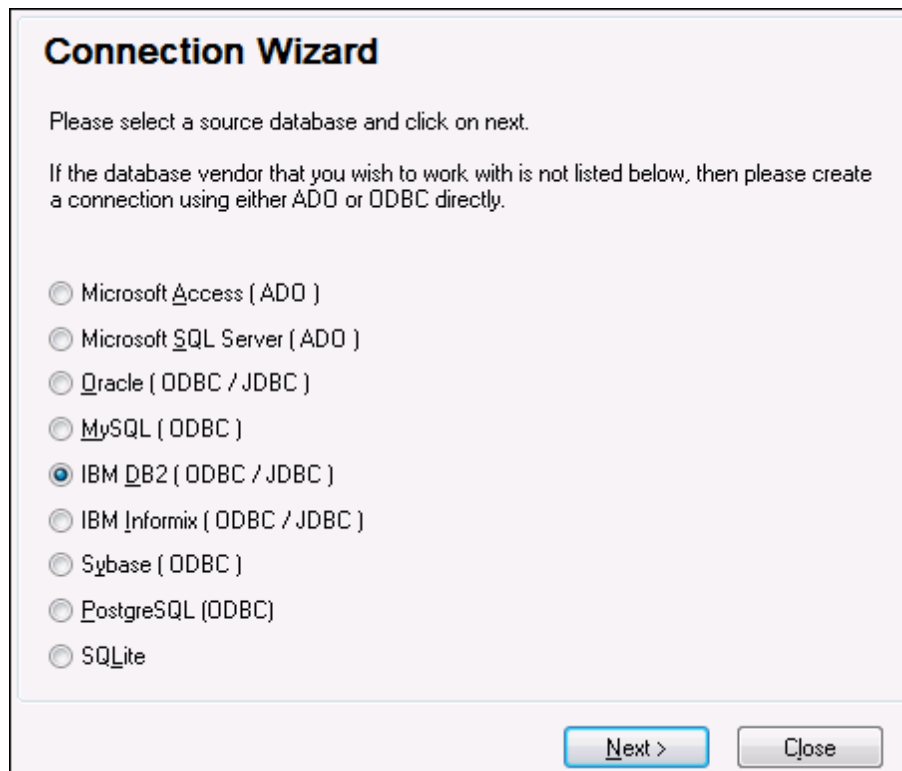 Connection Wizard
Please select a source database and click on next.
If the database vendor that you wish to work with is not listed below, then please create
a connection using either ADO or ODBC directly.
Microsoft Access ( ADO )
Microsoft SQL Server ( ADO )
Oracle ( ODBC / JDBC )
MySQL ( ODBC )
IBM DB2 ( ODBC / JDBC )
IBM Informix ( ODBC / JDBC )
Sybase ( ODBC )
PostgreSQL (ODBC)
SQLite
Next >
Close